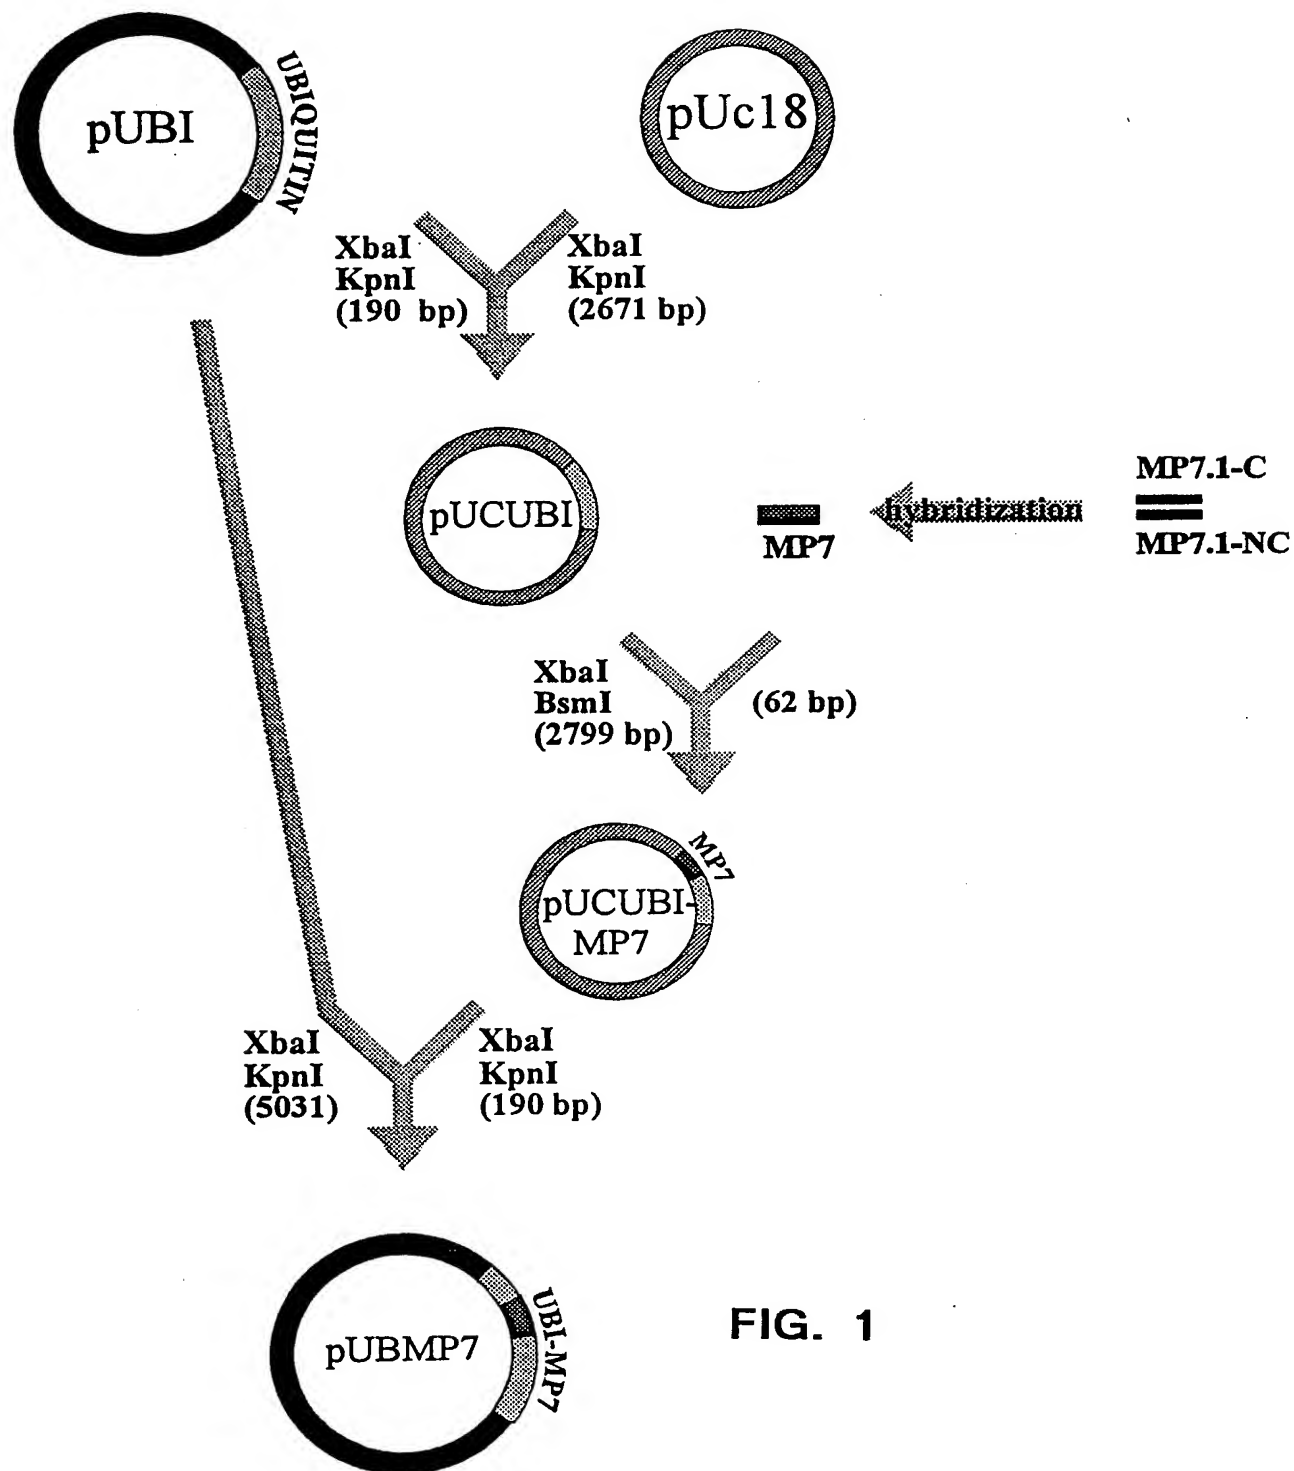 pUBI
UBIQUITIN
pUc18
XbaI
KpnI
(190 bp)
XbaI
KpnI
(2671 bp)
pUCUBI
MP7
hybridization
MP7.1-C
MP7.1-NC
XbaI
BsmI
(2799 bp)
(62 bp)
MP7
pUCUBI-
MP7
XbaI
KpnI
(5031)
XbaI
KpnI
(190 bp)
pUBMP7
UBI-MP7
FIG. 1